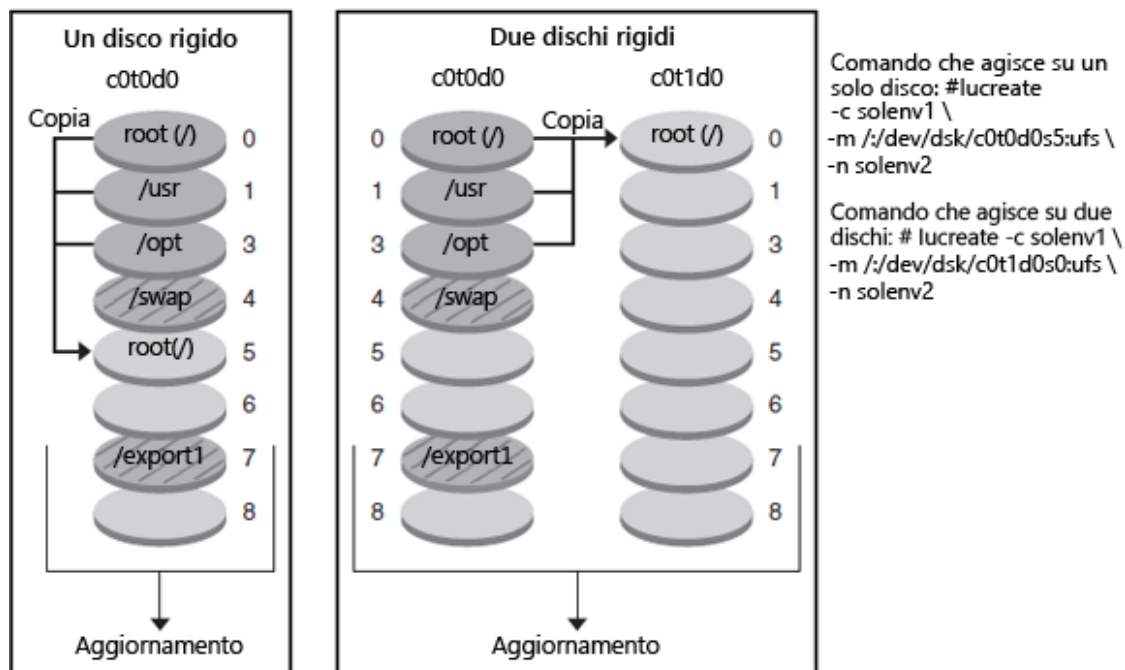 Un disco rigido
c0t0d0
Copia
root (/) 0
/usr 1
/opt 3
/swap 4
root(/) 5
6
/export1 7
8
Aggiornamento
Due dischi rigidi
c0t0d0 c0t1d0
0 root (/) Copia root (/) 0
1 /usr 1
3 /opt 3
4 /swap 4
5 5
6 6
7 /export1 7
8 8
Aggiornamento
Comando che agisce su un
solo disco: #lucreate
-c solenv1 \
-m /:/dev/dsk/c0t0d0s5:ufs \
-n solenv2
Comando che agisce su due
dischi: # lucreate -c solenv1 \
-m /:/dev/dsk/c0t1d0s0:ufs \
-n solenv2